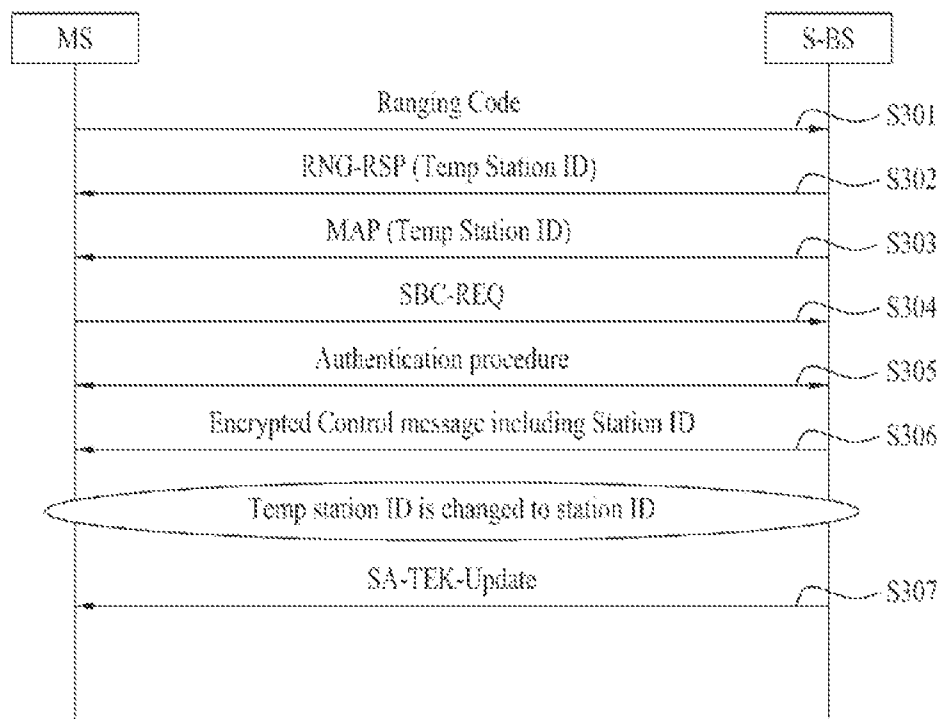 MS
S-BS
Ranging Code
S301
RNG-RSP (Temp Station ID)
S302
MAP (Temp Station ID)
S303
SBC-REQ
S304
Authentication procedure
S305
Encrypted Control message including Station ID
S306
Temp station ID is changed to station ID
SA-TEK-Update
S307